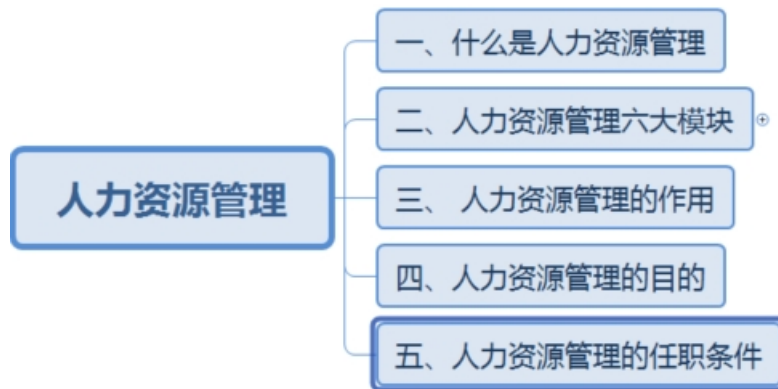 人力资源管理
一、什么是人力资源管理
二、人力资源管理六大模块
三、 人力资源管理的作用
四、人力资源管理的目的
五、人力资源管理的任职条件